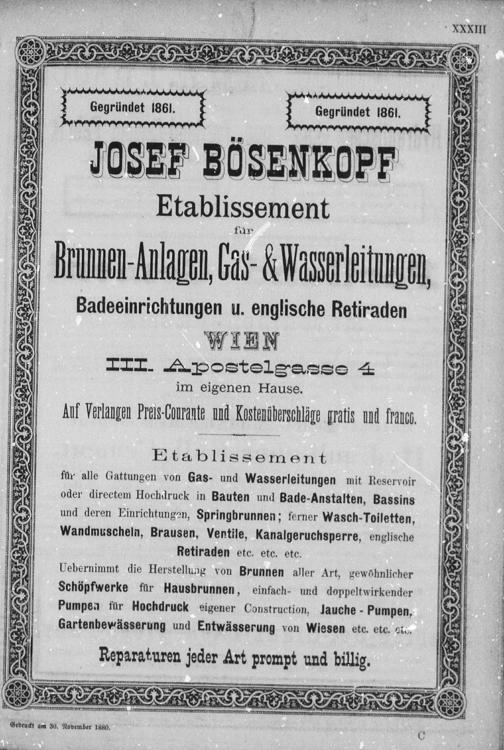 XXXIII
Gegründet 1861.
Gegründet 1861.
JOSEF BÖSENKOPF
Etablissement
für
Brunnen-Anlagen, Gas- & Wasserleitungen,
Badeeinrichtungen u. englische Retiraden
WIEN
III. Apostelgasse 4
im eigenen Hause.
Auf Verlangen Preis-Courante und Kostenüberschläge gratis und franco.
Etablissement
für alle Gattungen von Gas- und Wasserleitungen mit Reservoir
oder directem Hochdruck in Bauten und Bade-Anstalten, Bassins
und deren Einrichtungen, Springbrunnen; ferner Wasch-Toiletten,
Wandmuscheln, Brausen, Ventile, Kanalgeruchsperre, englische
Retiraden etc. etc. etc.
Uebernimmt die Herstellung von Brunnen aller Art, gewöhnlicher
Schöpfwerke für Hausbrunnen, einfach- und doppeltwirkender
Pumpen für Hochdruck eigener Construction, Jauche-Pumpen,
Gartenbewässerung und Entwässerung von Wiesen etc. etc. etc.
Reparaturen jeder Art prompt und billig.
Gedruckt am 30. November 1880.
C